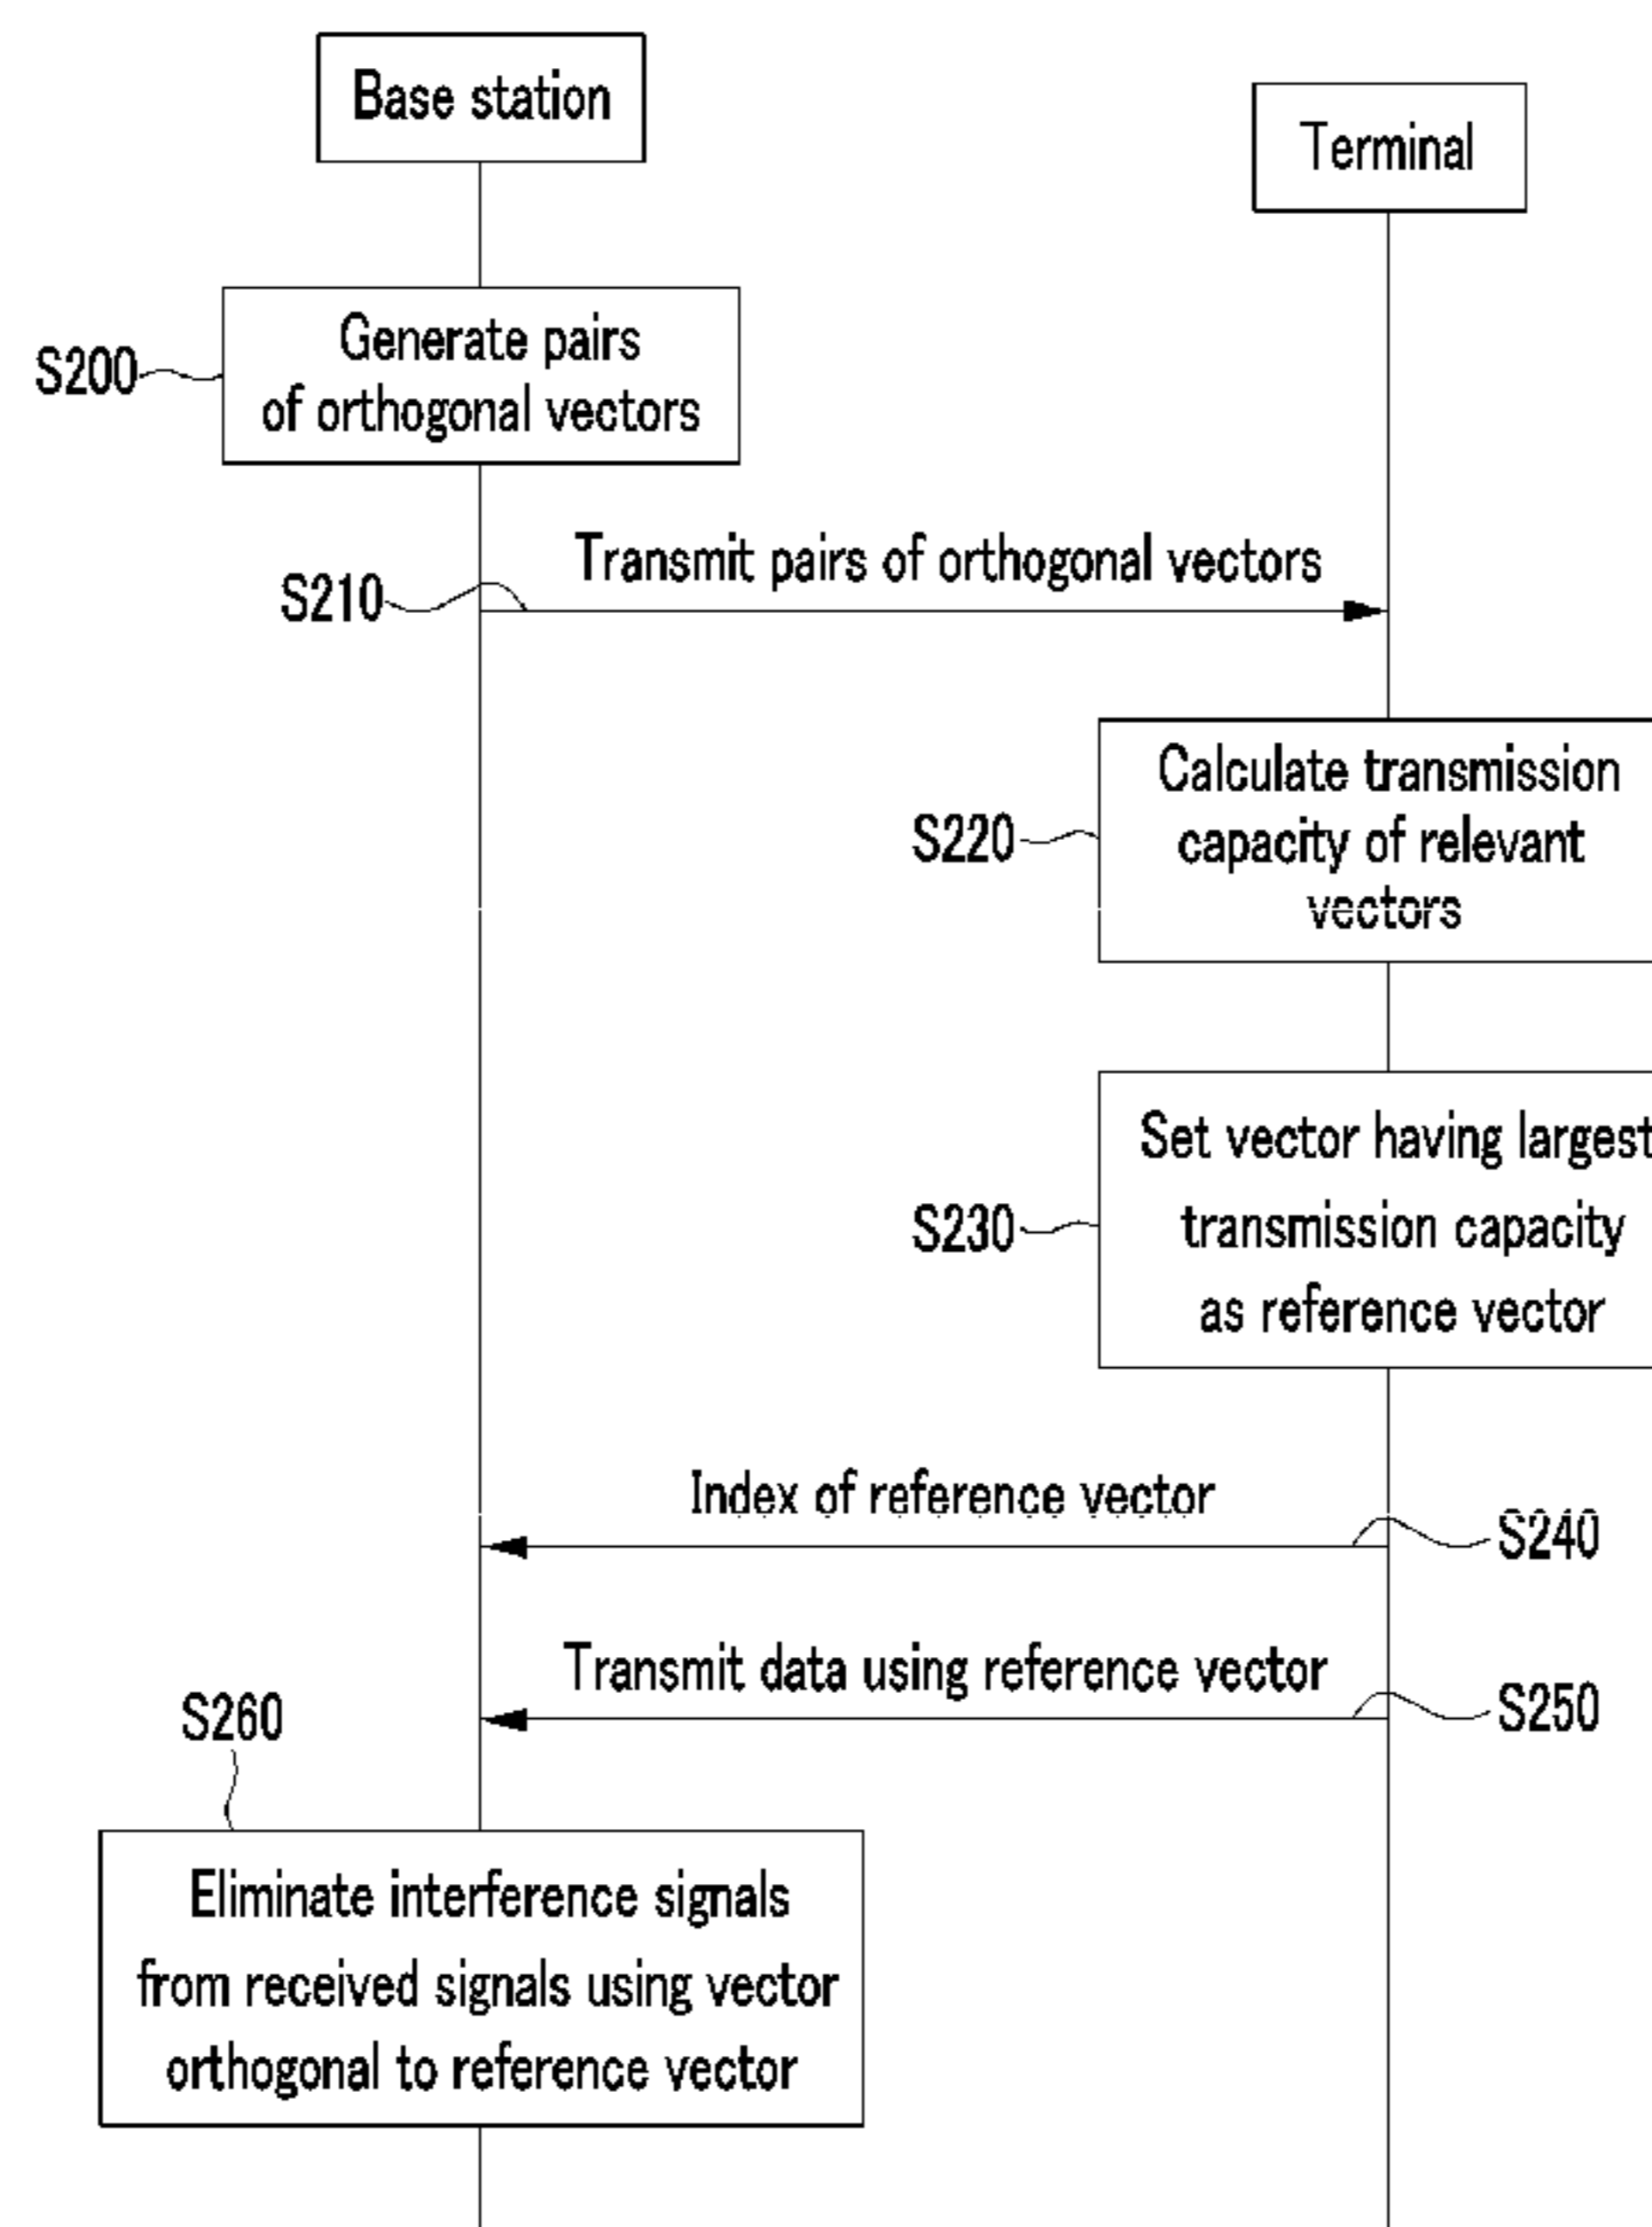 Base station
Terminal
S200
Generate pairs
of orthogonal vectors
Transmit pairs of orthogonal vectors
S210
Calculate transmission
capacity of relevant
vectors
S220
Set vector having largest
transmission capacity
as reference vector
S230
Index of reference vector
S240
Transmit data using reference vector
S250
S260
Eliminate interference signals
from received signals using vector
orthogonal to reference vector